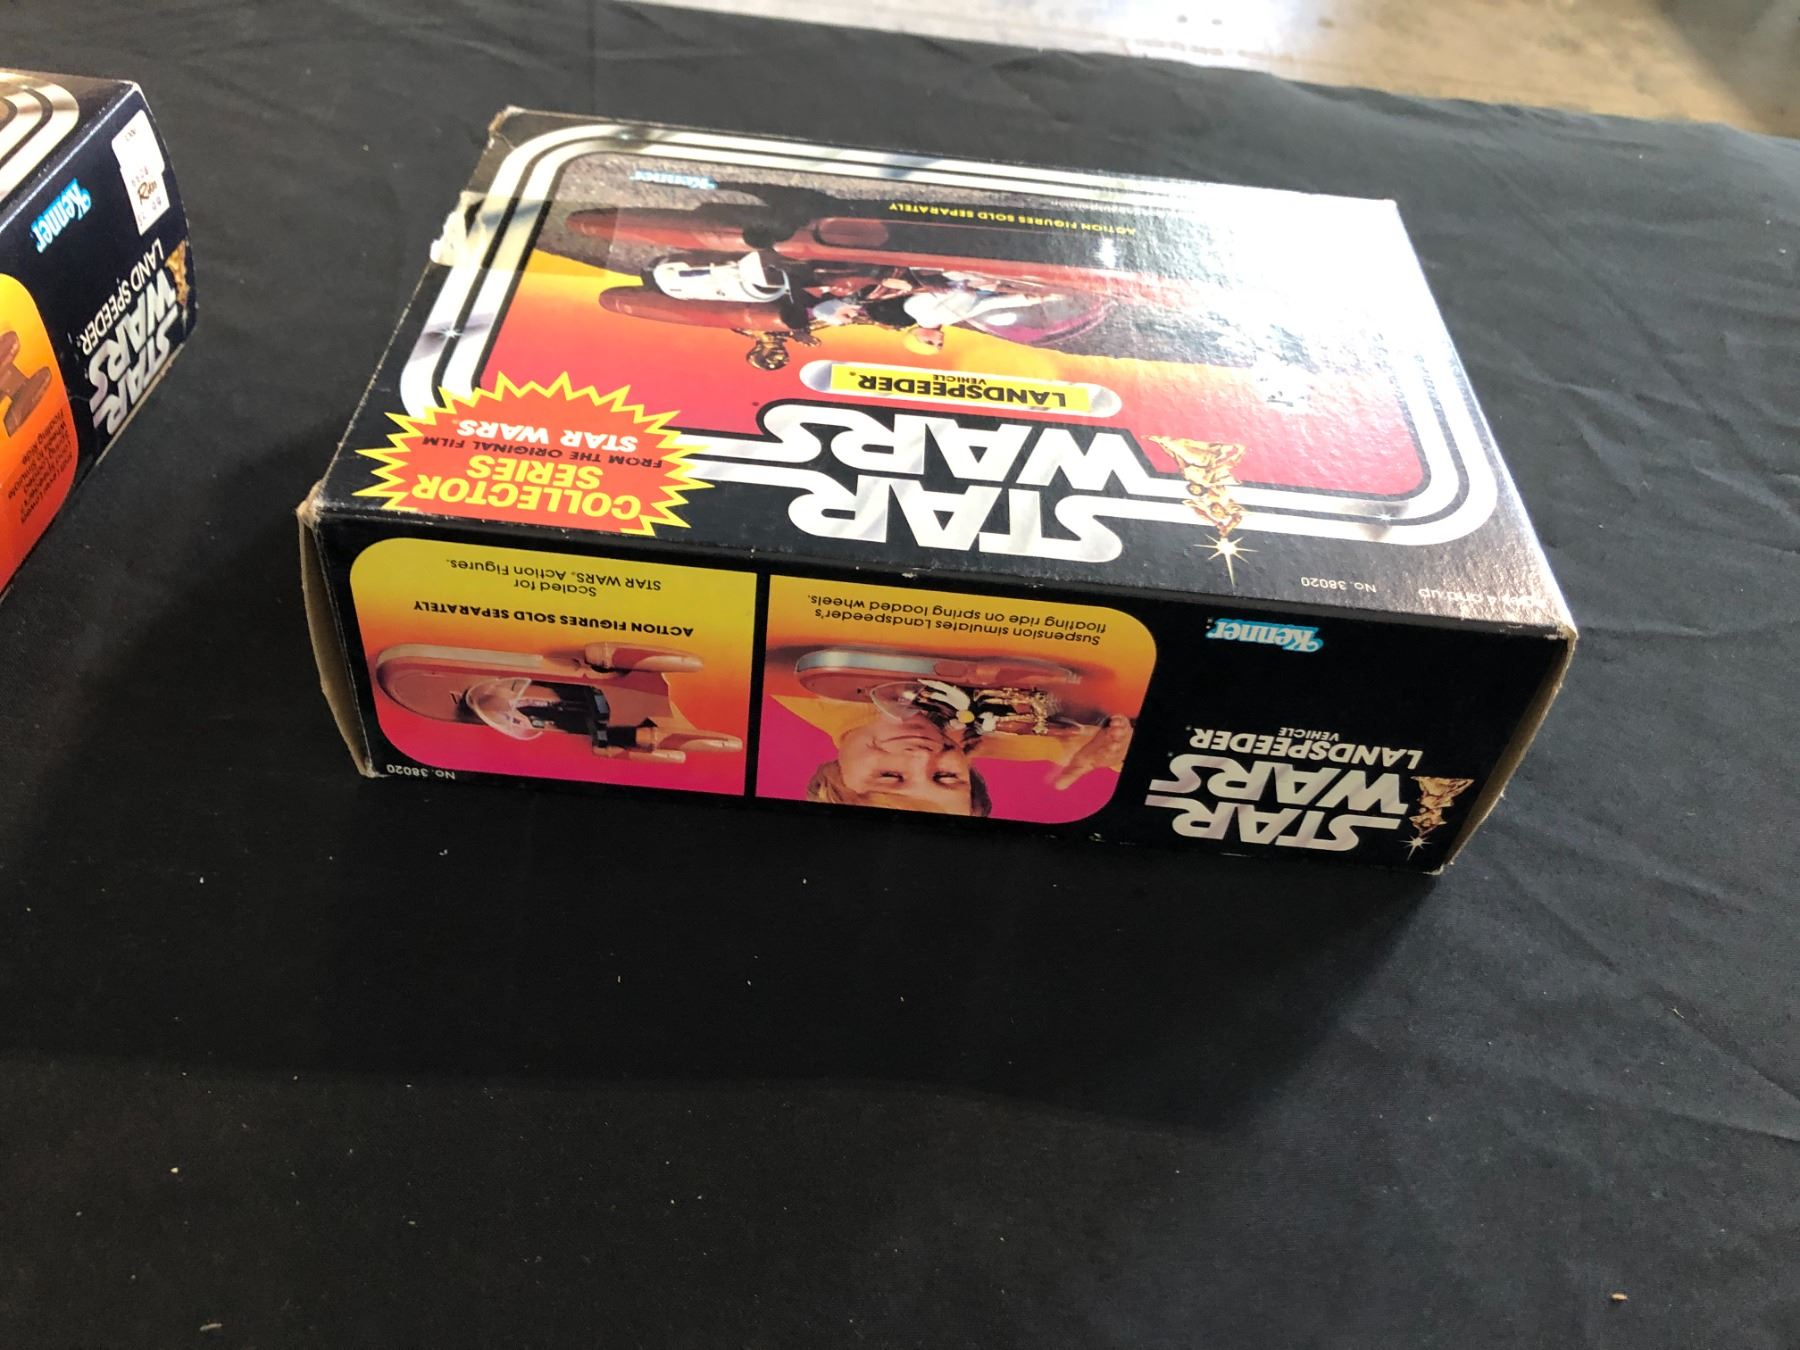 STAR
WARS
LANDSPEEDER®
VEHICLE
COLLECTOR
SERIES
FROM THE ORIGINAL FILM
STAR WARS®
ACTION FIGURES SOLD SEPARATELY
Kenner
No. 38020
and up
STAR
WARS
LANDSPEEDER®
VEHICLE
Kenner
Suspension simulates Landspeeder's
floating ride on spring loaded wheels.
ACTION FIGURES SOLD SEPARATELY
Scaled for
STAR WARS® Action Figures.
No. 38020
STAR
WARS
LAND SPEEDER®
Kenner